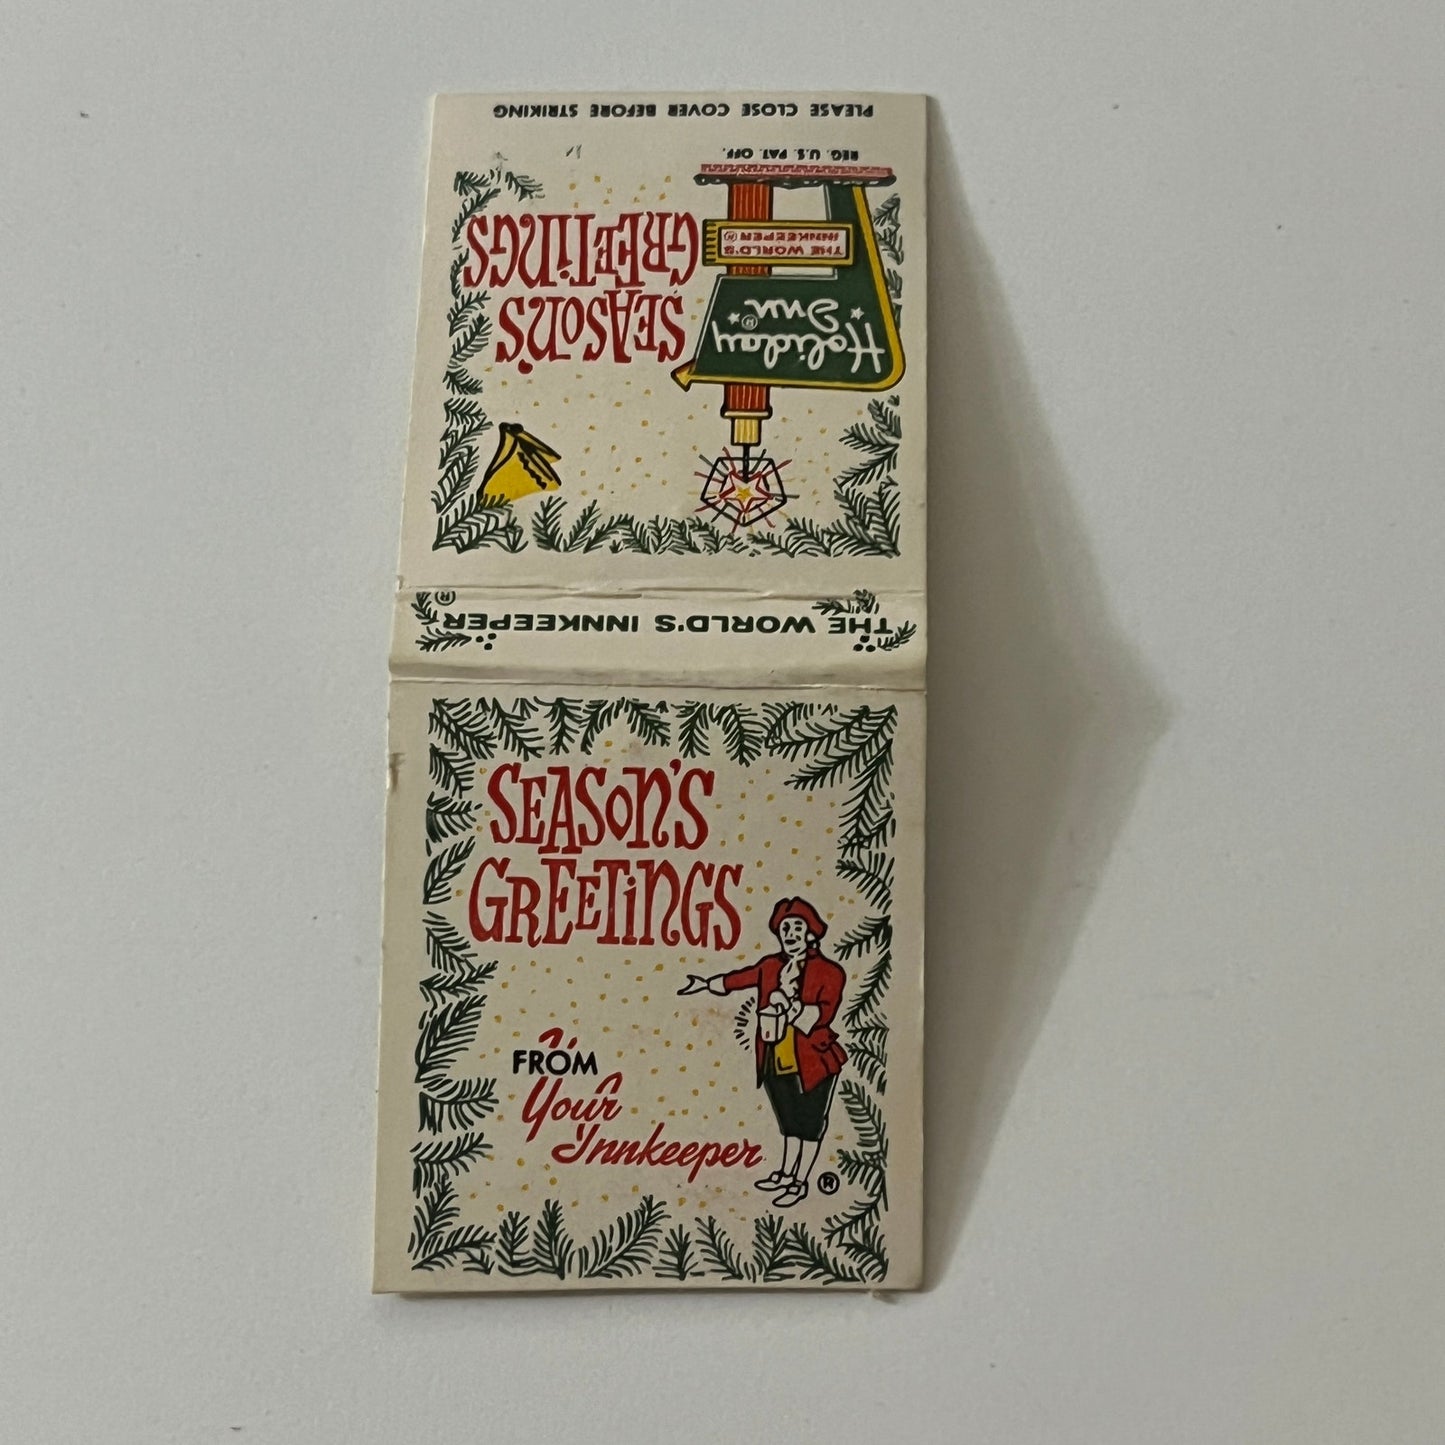 PLEASE CLOSE COVER BEFORE STRIKING
REG. U.S. PAT. OFF.
THE WORLD'S
INNKEEPER®
Holiday
Inn®
SEASON'S
GREETINGS
THE WORLD'S INNKEEPER®
SEASON'S
GREETINGS
FROM
Your
Innkeeper
®